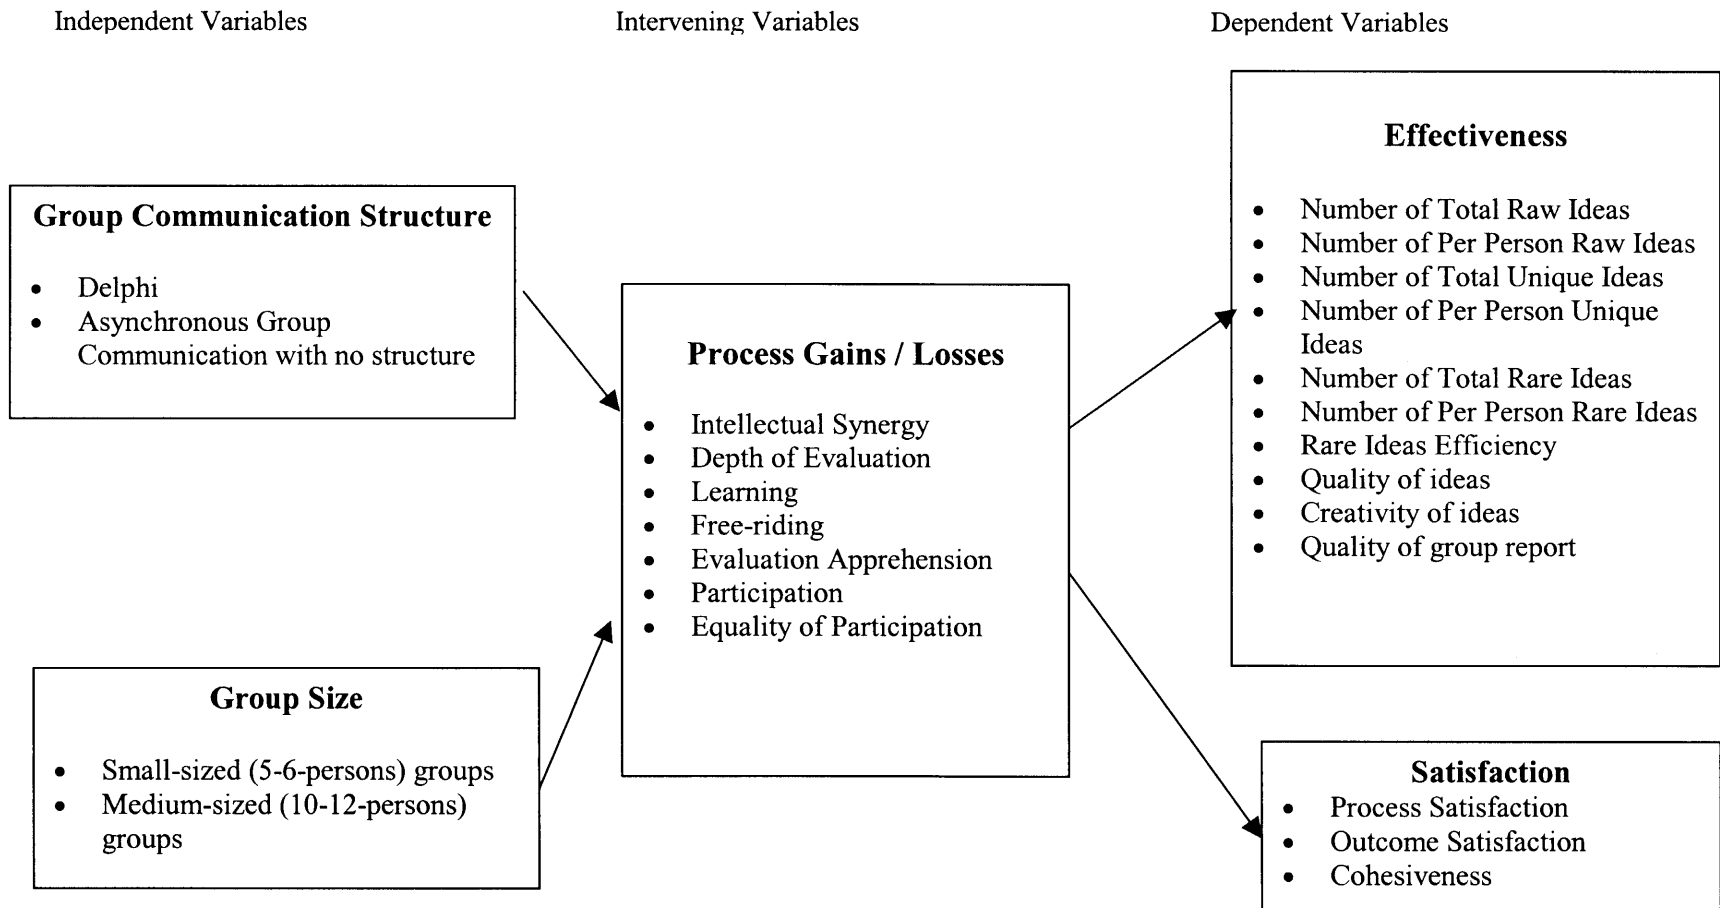 Independent Variables
Intervening Variables
Dependent Variables
Group Communication Structure
• Delphi
• Asynchronous Group
Communication with no structure
Group Size
• Small-sized (5-6-persons) groups
• Medium-sized (10-12-persons)
groups
Process Gains / Losses
• Intellectual Synergy
• Depth of Evaluation
• Learning
• Free-riding
• Evaluation Apprehension
• Participation
• Equality of Participation
Effectiveness
• Number of Total Raw Ideas
• Number of Per Person Raw Ideas
• Number of Total Unique Ideas
• Number of Per Person Unique
Ideas
• Number of Total Rare Ideas
• Number of Per Person Rare Ideas
• Rare Ideas Efficiency
• Quality of ideas
• Creativity of ideas
• Quality of group report
Satisfaction
• Process Satisfaction
• Outcome Satisfaction
• Cohesiveness